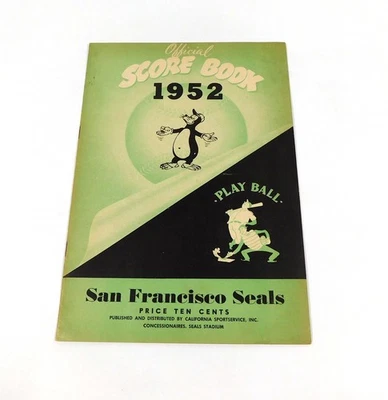 Official
SCORE BOOK
1952
·PLAY BALL·
San Francisco Seals
PRICE TEN CENTS
PUBLISHED AND DISTRIBUTED BY CALIFORNIA SPORTSERVICE, INC.
CONCESSIONAIRES, SEALS STADIUM